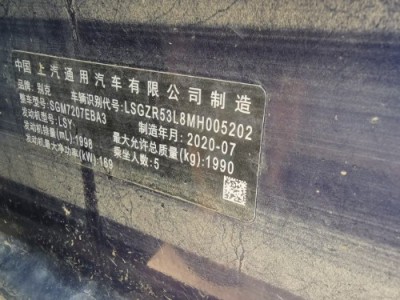 中国 上汽通用汽车有限公司制造
品牌: 别克 车辆识别代号: LSGZR53L8MH005202
整车型号: SGM7207EBA3 制造年月: 2020-07
发动机型号: LSY 最大允许总质量(kg): 1990
发动机排量(mL): 1998 乘坐人数: 5
发动机最大净功率(kW): 169